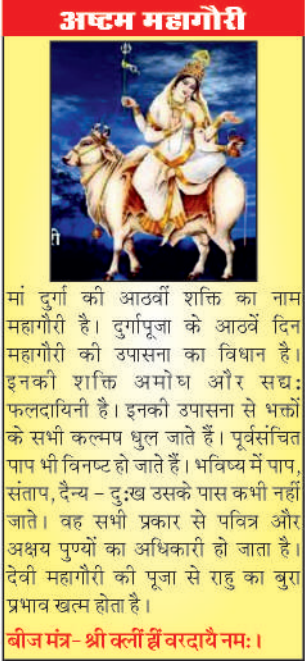 अष्टम महागौरी
री
मां दुर्गा की आठवीं शक्ति का नाम
महागौरी है। दुर्गापूजा के आठवें दिन
महागौरी की उपासना का विधान है।
इनकी शक्ति अमोघ और सद्य:
फलदायिनी है। इनकी उपासना से भक्तों
के सभी कल्मष धुल जाते हैं। पूर्वसंचित
पाप भी विनष्ट हो जाते हैं। भविष्य में पाप,
संताप, दैन्य - दु:ख उसके पास कभी नहीं
जाते। वह सभी प्रकार से पवित्र और
अक्षय पुण्यों का अधिकारी हो जाता है।
देवी महागौरी की पूजा से राहु का बुरा
प्रभाव खत्म होता है।
बीज मंत्र- श्री क्लीं ह्रीं वरदायै नम:।